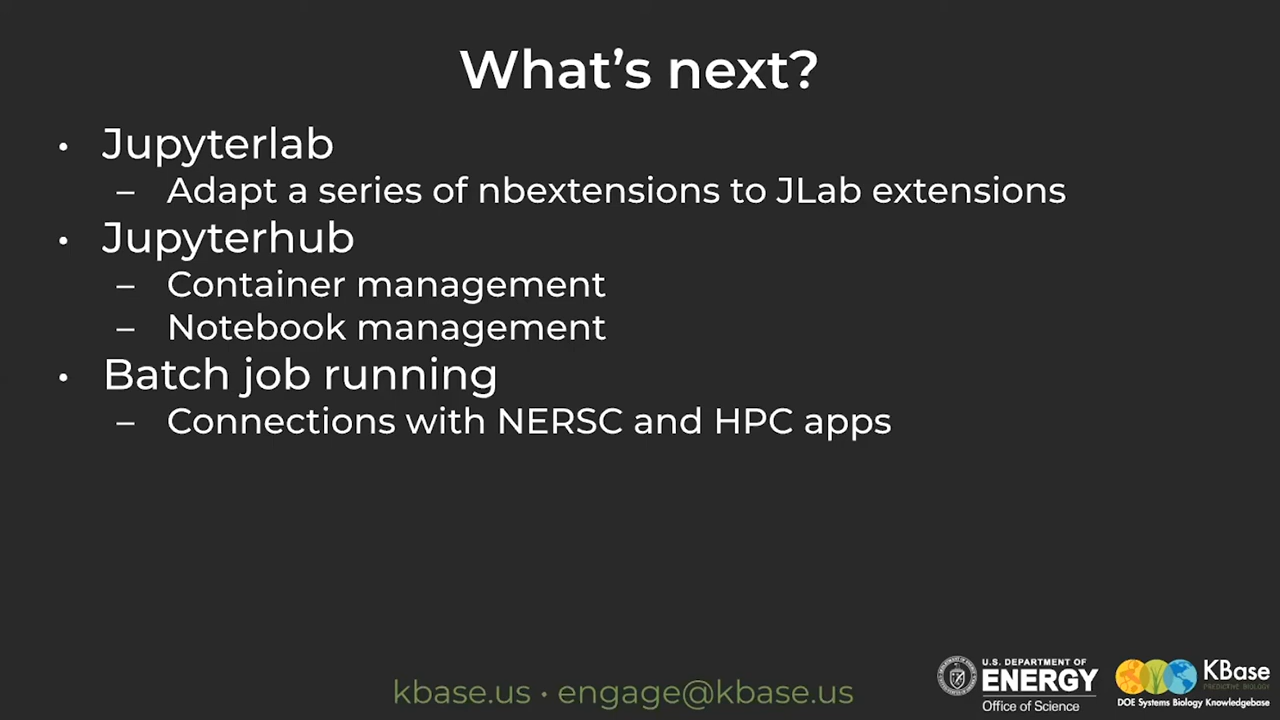 What's next?
• Jupyterlab
– Adapt a series of nbextensions to JLab extensions
• Jupyterhub
– Container management
– Notebook management
• Batch job running
– Connections with NERSC and HPC apps
kbase.us • engage@kbase.us
U.S. DEPARTMENT OF
ENERGY
Office of Science
KBase
PREDICTIVE BIOLOGY
DOE Systems Biology Knowledgebase